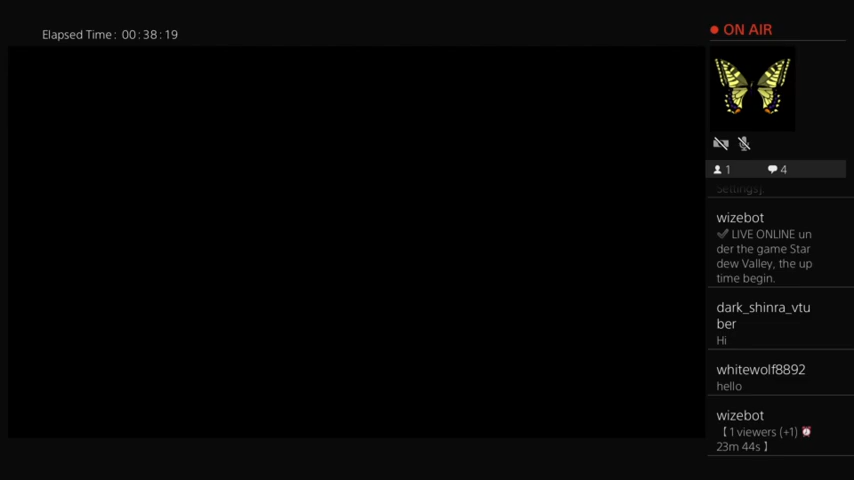 Elapsed Time: 00:38:19
ON AIR
1
4
Settings].
wizebot
✔ LIVE ONLINE un
der the game Star
dew Valley, the up
time begin.
dark_shinra_vtu
ber
Hi
whitewolf8892
hello
wizebot
【 1 viewers (+1) ⏰
23m 44s 】